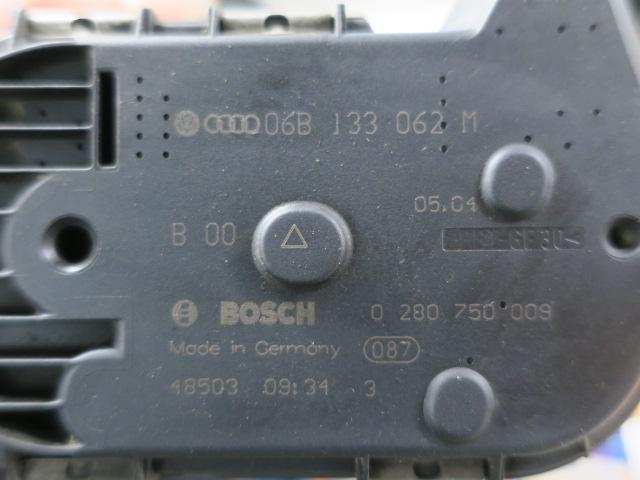 06B 133 062 M
05.04
B 00
BOSCH 0 280 750 009
Made in Germany 087
48503 09:34 3